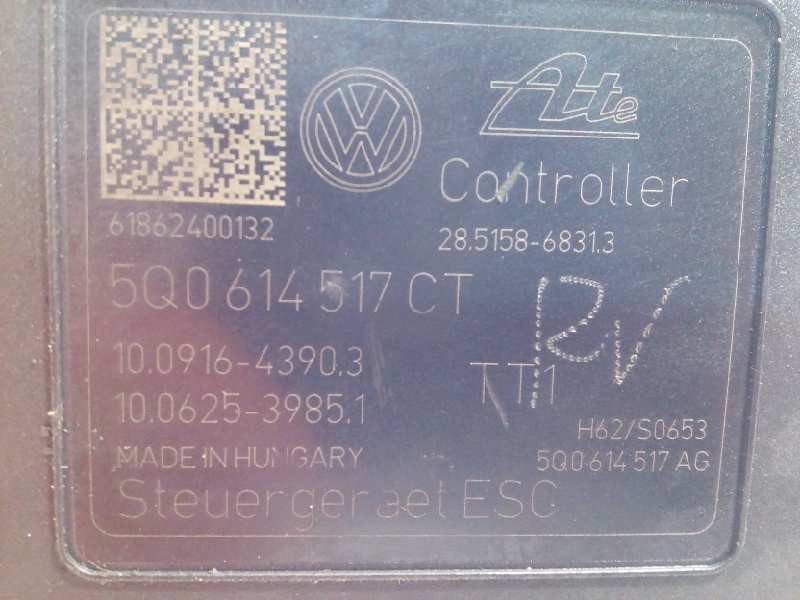 VW
Ate
Controller
61862400132
28.5158-6831.3
5Q0 614 517 CT
RV
10.0916-4390.3
TT1
10.0625-3985.1
H62/S0653
MADE IN HUNGARY
5Q0 614 517 AG
Steuergeraet ESC